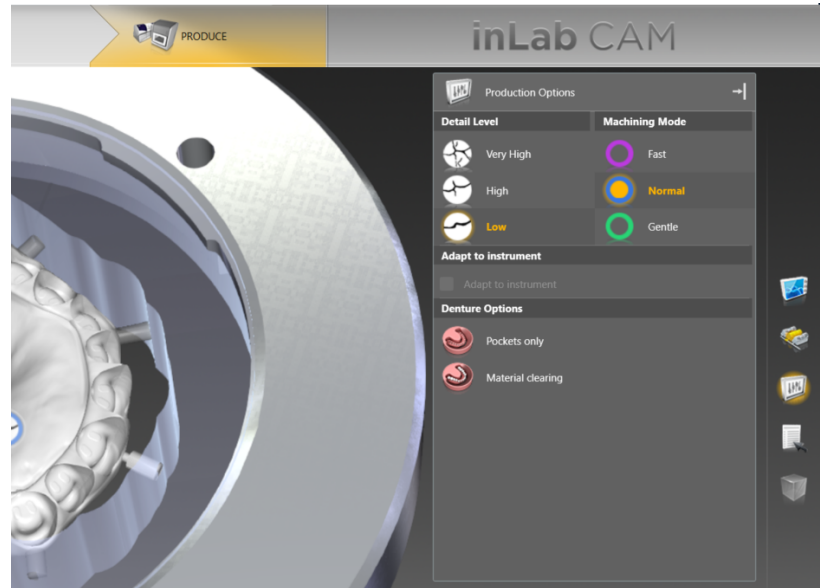 PRODUCE
inLab CAM
Production Options
Detail Level
Machining Mode
Very High
Fast
High
Normal
Low
Gentle
Adapt to instrument
Adapt to instrument
Denture Options
Pockets only
Material clearing